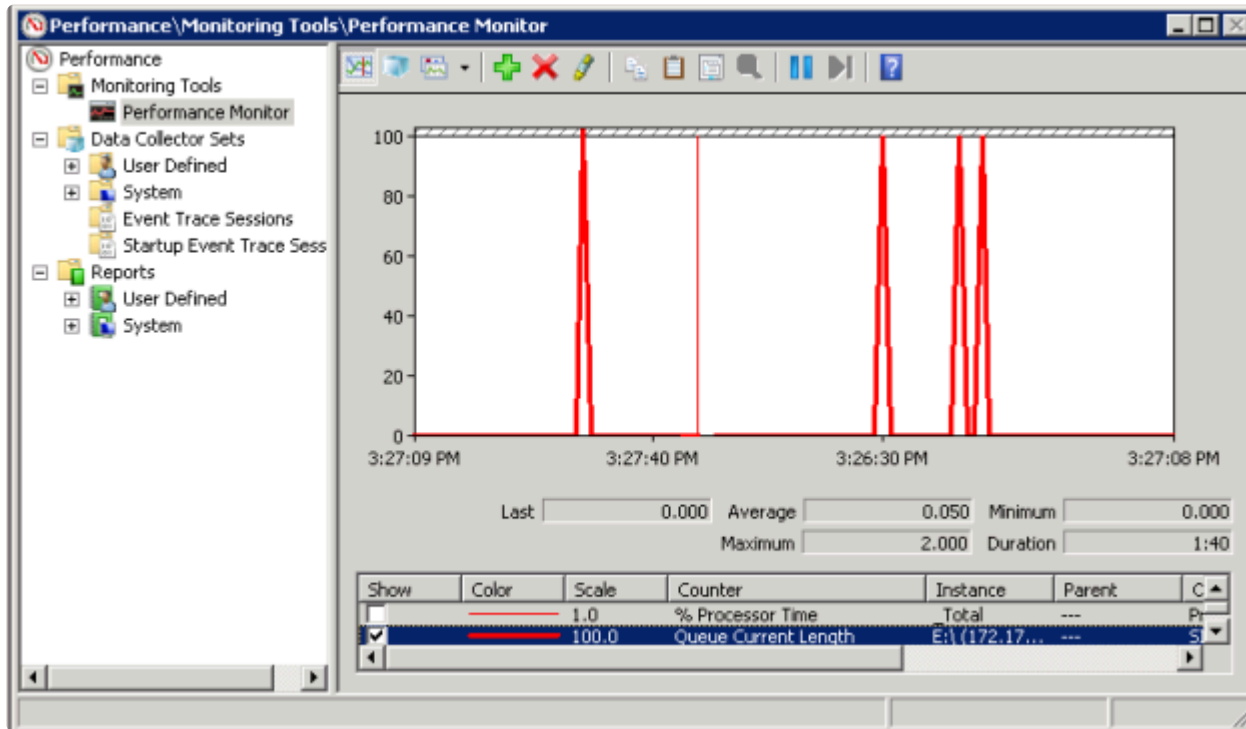 Performance\Monitoring Tools\Performance Monitor
Performance
Monitoring Tools
Performance Monitor
Data Collector Sets
User Defined
System
Event Trace Sessions
Startup Event Trace Sess
Reports
User Defined
System
100
80
60
40
20
0
3:27:09 PM 3:27:40 PM 3:26:30 PM 3:27:08 PM
Last 0.000 Average 0.050 Minimum 0.000
Maximum 2.000 Duration 1:40
Show Color Scale Counter Instance Parent C
1.0 % Processor Time _Total --- Pr
100.0 Queue Current Length E:\(172.17... ---